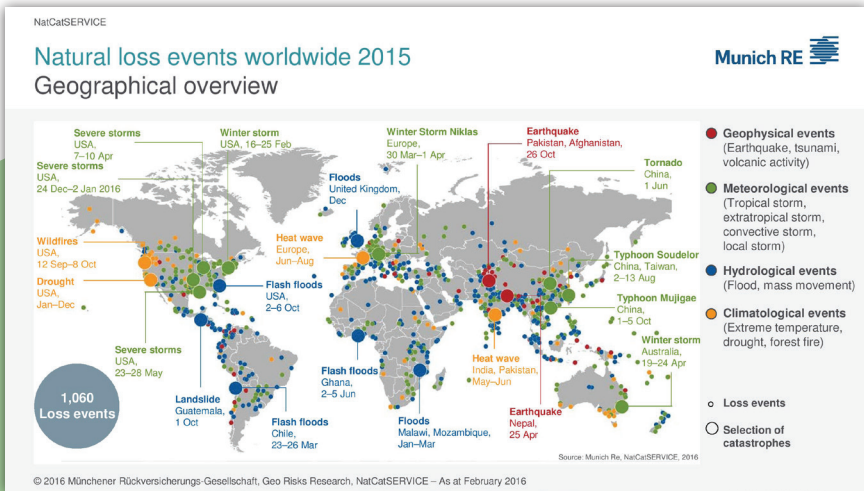 NatCatSERVICE
Natural loss events worldwide 2015
Geographical overview
Munich RE
Severe storms
USA,
7–10 Apr
Winter storm
USA, 16–25 Feb
Winter Storm Niklas
Europe,
30 Mar–1 Apr
Earthquake
Pakistan, Afghanistan,
26 Oct
Tornado
China,
1 Jun
Severe storms
USA,
24 Dec–2 Jan 2016
Floods
United Kingdom,
Dec
Wildfires
USA,
12 Sep–8 Oct
Heat wave
Europe,
Jun–Aug
Drought
USA,
Jan–Dec
Flash floods
USA,
2–6 Oct
Typhoon Soudelor
China, Taiwan,
2–13 Aug
Typhoon Mujigae
China,
1–5 Oct
Severe storms
USA,
23–28 May
Winter storm
Australia,
19–24 Apr
Heat wave
India, Pakistan,
May–Jun
Flash floods
Ghana,
2–5 Jun
1,060
Loss events
Landslide
Guatemala,
1 Oct
Flash floods
Chile,
23–26 Mar
Floods
Malawi, Mozambique,
Jan–Mar
Earthquake
Nepal,
25 Apr
Source: Munich Re, NatCatSERVICE, 2016
Geophysical events
(Earthquake, tsunami,
volcanic activity)
Meteorological events
(Tropical storm,
extratropical storm,
convective storm,
local storm)
Hydrological events
(Flood, mass movement)
Climatological events
(Extreme temperature,
drought, forest fire)
Loss events
Selection of
catastrophes
© 2016 Münchener Rückversicherungs-Gesellschaft, Geo Risks Research, NatCatSERVICE – As at February 2016